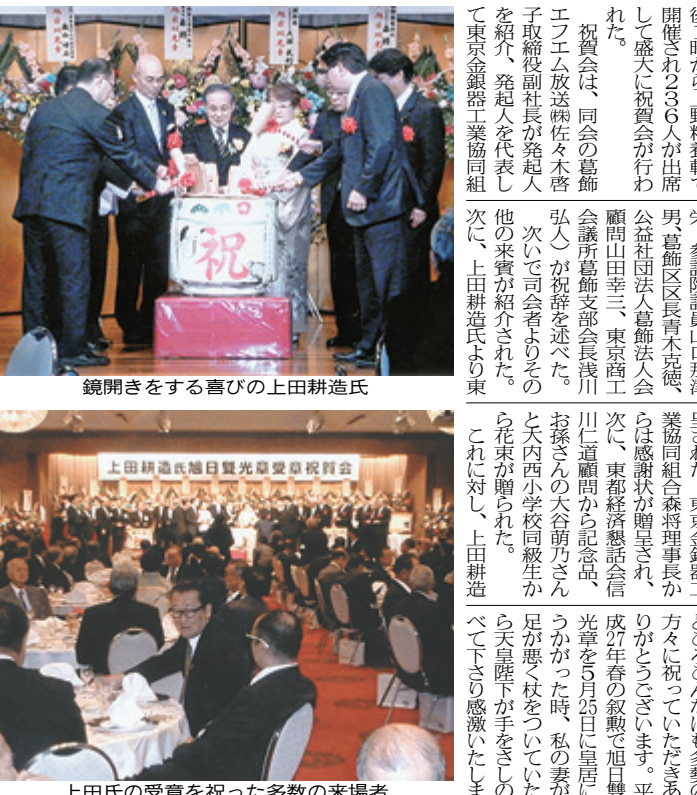 開催され236人が出席
して盛大に祝賀会が行わ
れた。
祝賀会は、同会の葛飾
エフエム放送㈱佐々木啓
子取締役副社長が発起人
を紹介、発起人を代表し
て東京金銀器工業協同組
男、葛飾区区長青木克徳、
公益社団法人葛飾法人会
顧問山田幸三、東京商工
会議所葛飾支部会長浅川
弘人）が祝辞を述べた。
次いで司会者よりその
他の来賓が紹介された。
次に、上田耕造氏より東
業協同組合森将理事長か
らは感謝状が贈呈され、
次に、東都経済懇話会信
川仁道顧問から記念品、
お孫さんの大谷萌乃さん
と大内西小学校同級生か
ら花束が贈られた。
これに対し、上田耕造
方々に祝っていただきあ
りがとうございます。平
成27年春の叙勲で旭日雙
光章を5月25日に皇居に
うかがった時、私の妻が
足が悪く杖をついていた
ら天皇陛下が手をさしの
べて下さり感激いたしま
祝
鏡開きをする喜びの上田耕造氏
上田耕造氏旭日雙光章受章祝賀会
上田氏の受章を祝った多数の来場者